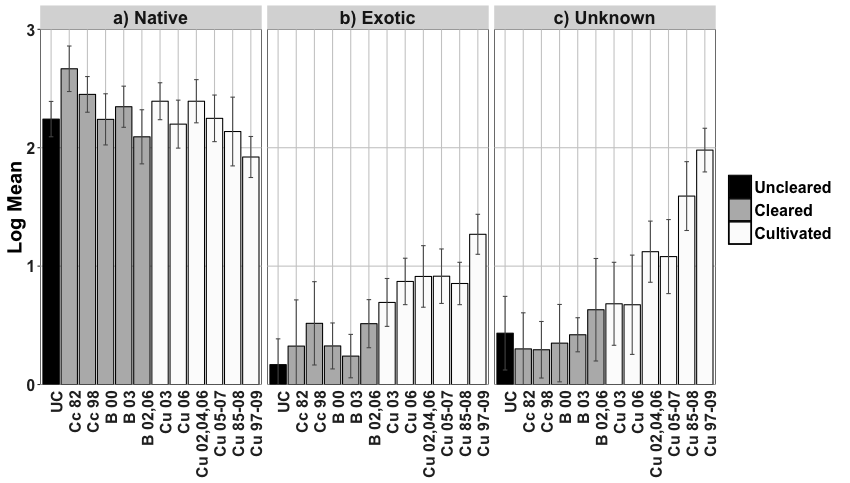 a) Native
b) Exotic
c) Unknown
Log Mean
3
2
1
0
UC
Cc 82
Cc 98
B 00
B 03
B 02,06
Cu 03
Cu 06
Cu 02,04,06
Cu 05-07
Cu 85-08
Cu 97-09
UC
Cc 82
Cc 98
B 00
B 03
B 02,06
Cu 03
Cu 06
Cu 02,04,06
Cu 05-07
Cu 85-08
Cu 97-09
UC
Cc 82
Cc 98
B 00
B 03
B 02,06
Cu 03
Cu 06
Cu 02,04,06
Cu 05-07
Cu 85-08
Cu 97-09
Uncleared
Cleared
Cultivated